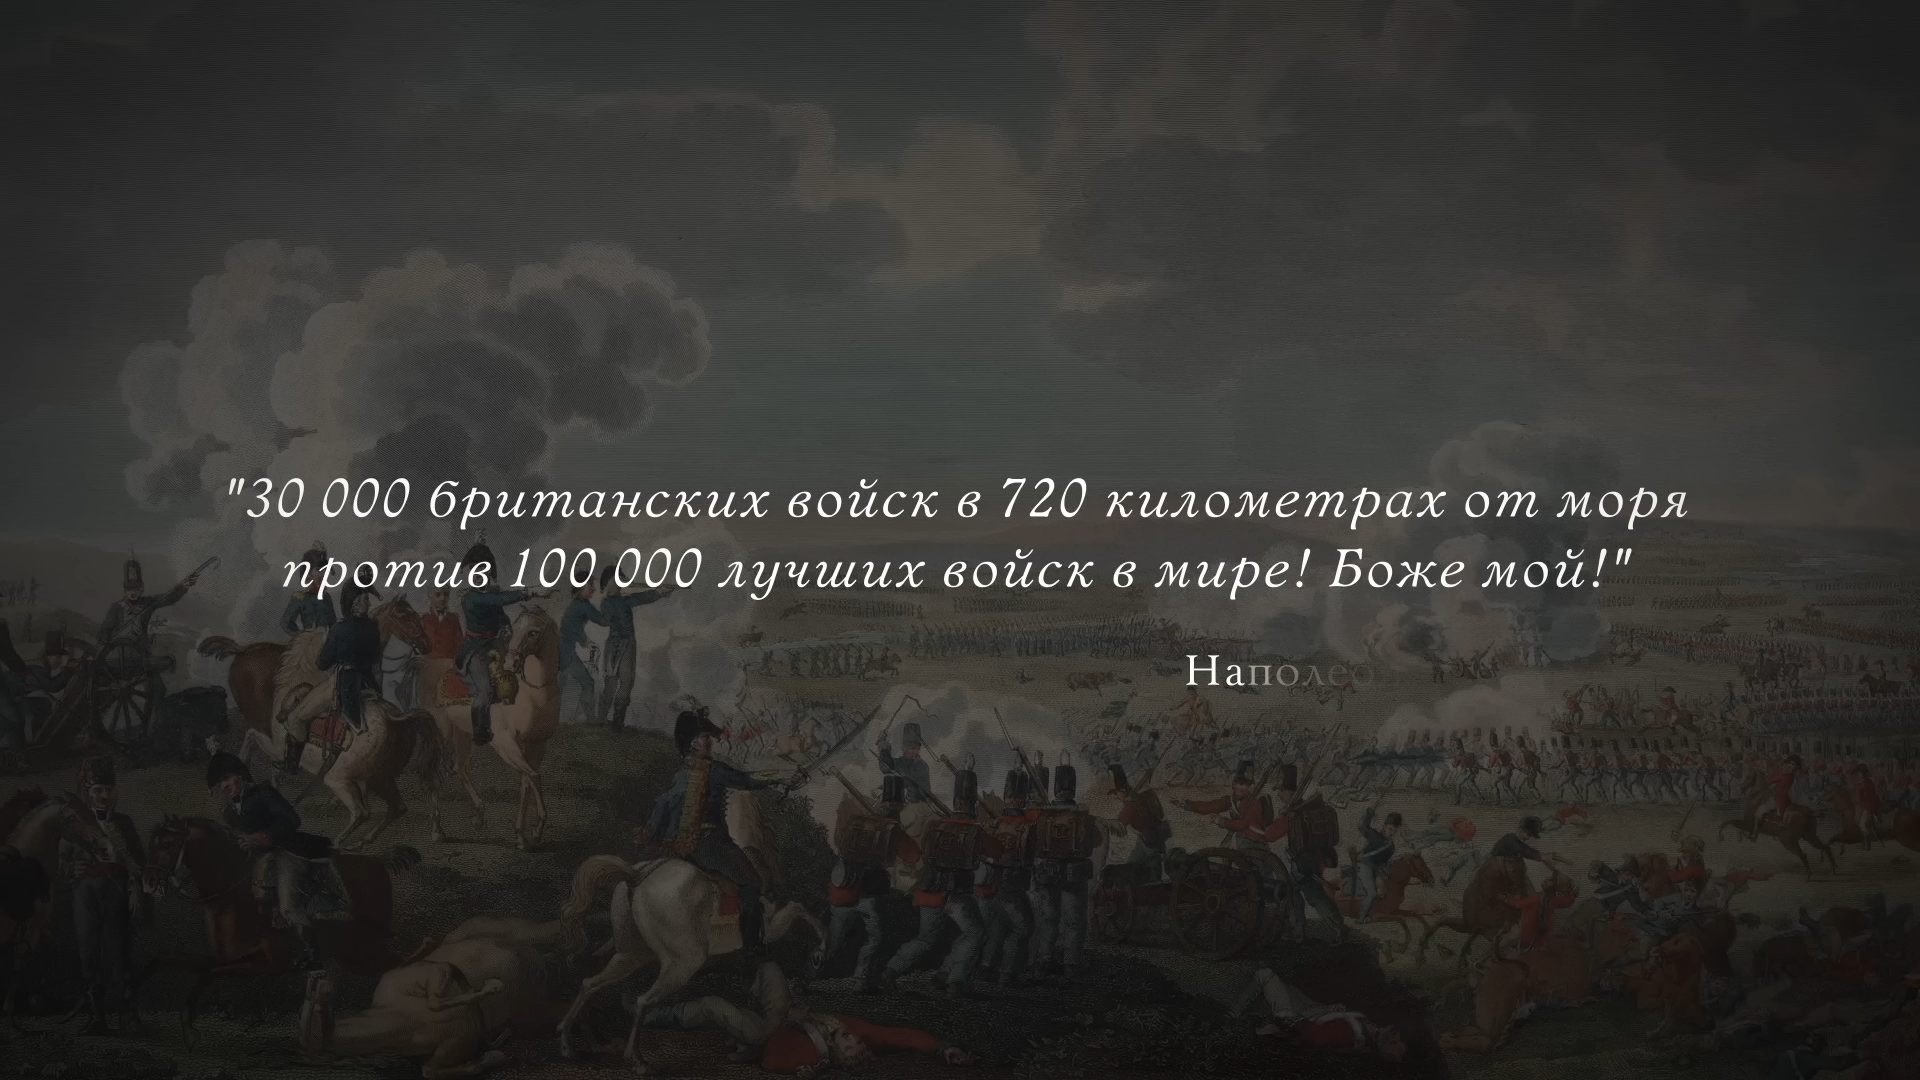 "30 000 британских войск в 720 километрах от моря
против 100 000 лучших войск в мире! Боже мой!"
Наполео